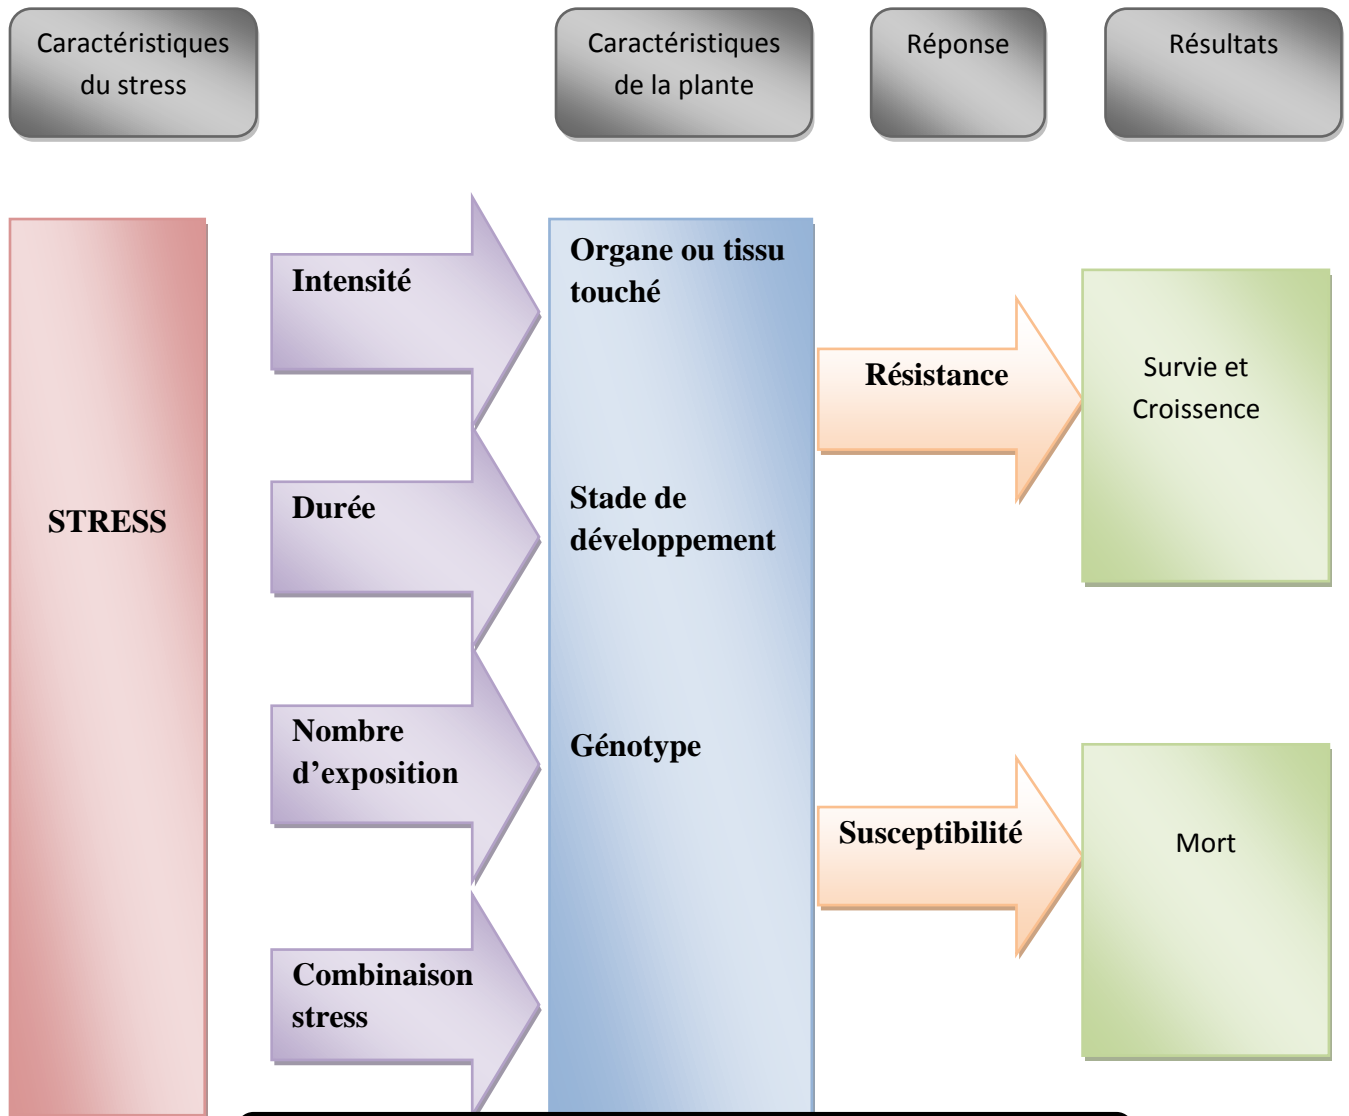 Caractéristiques
du stress
Caractéristiques
de la plante
Réponse
Résultats
STRESS
Intensité
Durée
Nombre
d’exposition
Combinaison
stress
Organe ou tissu
touché
Stade de
développement
Génotype
Résistance
Susceptibilité
Survie et
Croissence
Mort